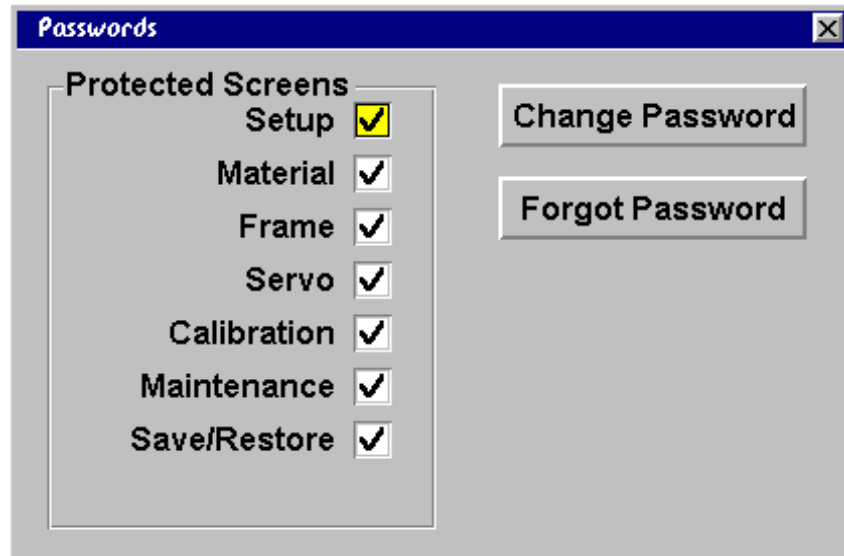 Passwords
Protected Screens
Setup
Material
Frame
Servo
Calibration
Maintenance
Save/Restore
Change Password
Forgot Password